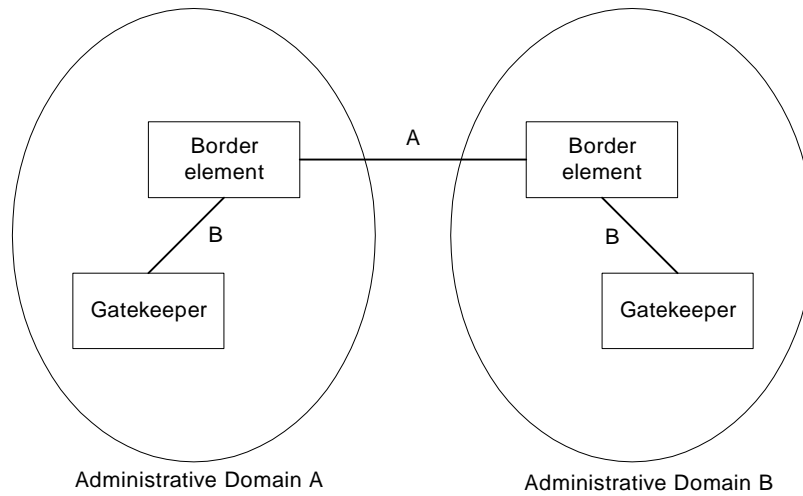 A
Border
element
Border
element
B
B
Gatekeeper
Gatekeeper
Administrative Domain A
Administrative Domain B